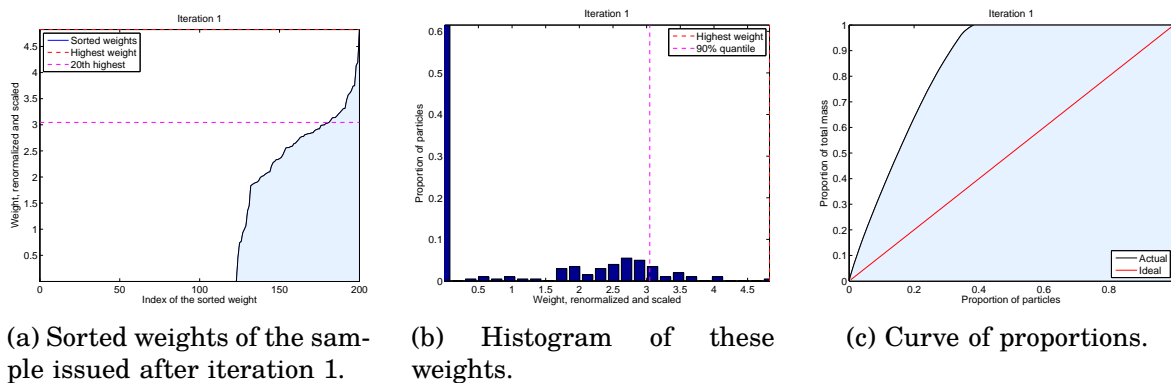 Iteration 1
Weight, renormalized and scaled
4.5
4
3.5
3
2.5
2
1.5
1
0.5
Sorted weights
Highest weight
20th highest
0 50 100 150 200
Index of the sorted weight
(a) Sorted weights of the sam-
ple issued after iteration 1.
Iteration 1
Proportion of particles
0.6
0.5
0.4
0.3
0.2
0.1
0
Highest weight
90% quantile
0.5 1 1.5 2 2.5 3 3.5 4 4.5
Weight, renormalized and scaled
(b) Histogram of these
weights.
Iteration 1
Proportion of total mass
1
0.9
0.8
0.7
0.6
0.5
0.4
0.3
0.2
0.1
0
Actual
Ideal
0 0.2 0.4 0.6 0.8
Proportion of particles
(c) Curve of proportions.